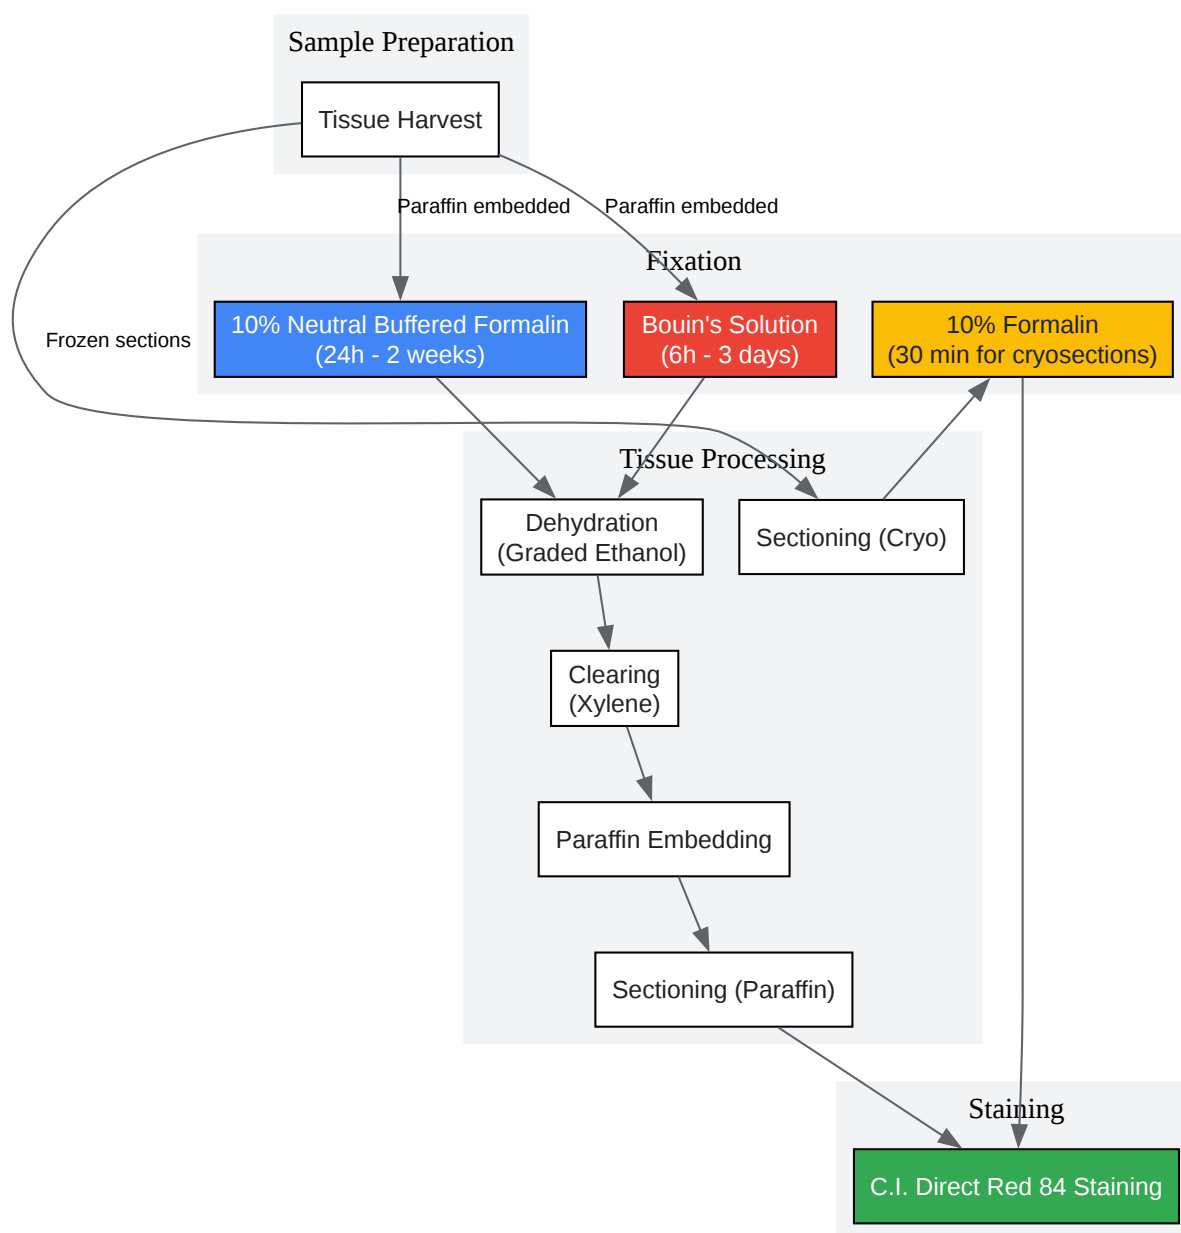 Sample Preparation
Tissue Harvest
Paraffin embedded
Paraffin embedded
Fixation
10% Neutral Buffered Formalin
(24h - 2 weeks)
Bouin's Solution
(6h - 3 days)
10% Formalin
(30 min for cryosections)
Frozen sections
Tissue Processing
Dehydration
(Graded Ethanol)
Sectioning (Cryo)
Clearing
(Xylene)
Paraffin Embedding
Sectioning (Paraffin)
Staining
C.I. Direct Red 84 Staining